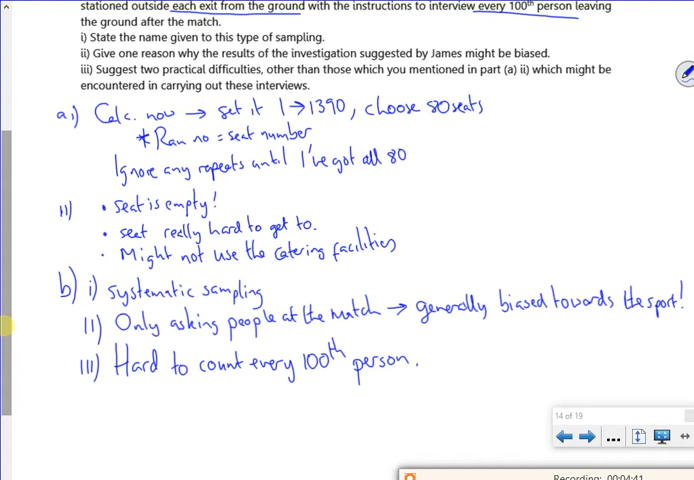 stationed outside each exit from the ground with the instructions to interview every 100th person leaving
the ground after the match.
i) State the name given to this type of sampling.
ii) Give one reason why the results of the investigation suggested by James might be biased.
iii) Suggest two practical difficulties, other than those which you mentioned in part (a) ii) which might be
encountered in carrying out these interviews.
a i) Calc. now → set it 1→1390, choose 80 seats
*Ran no = seat number
Ignore any repeats until I've got all 80
II) • seat is empty!
• seat really hard to get to.
• Might not use the catering facilities
b) i) systematic sampling
II) Only asking people at the match → generally biased towards the sport!
III) Hard to count every 100th person.
14 of 19
Recording: 00:04:41